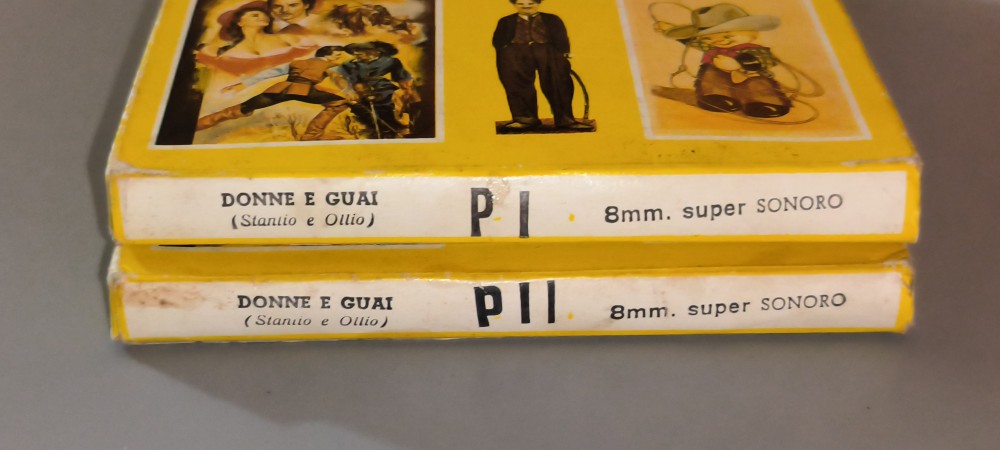 DONNE E GUAI
(Stanlio e Ollio)
P I
8mm. super SONORO
DONNE E GUAI
(Stanlio e Ollio)
P II
8mm. super SONORO